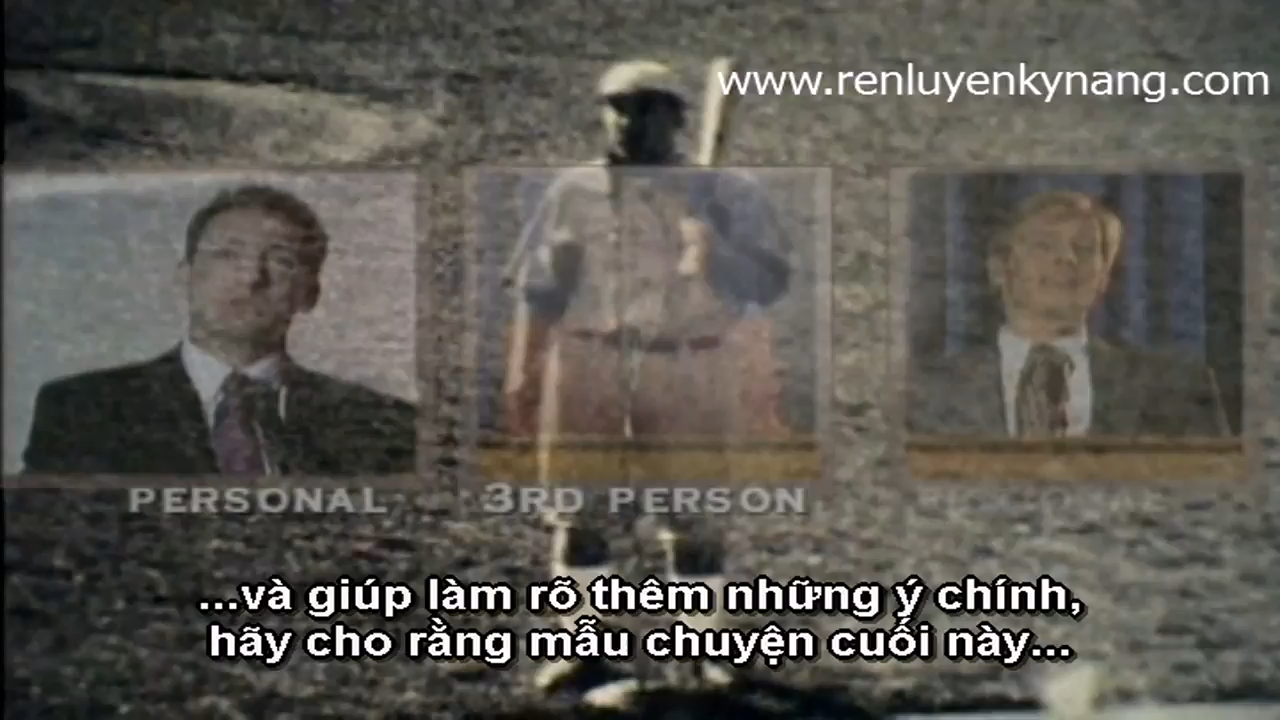 www.renluyenkynang.com
PERSONAL
3RD PERSON
...và giúp làm rõ thêm những ý chính,
hãy cho rằng mẫu chuyện cuối này...